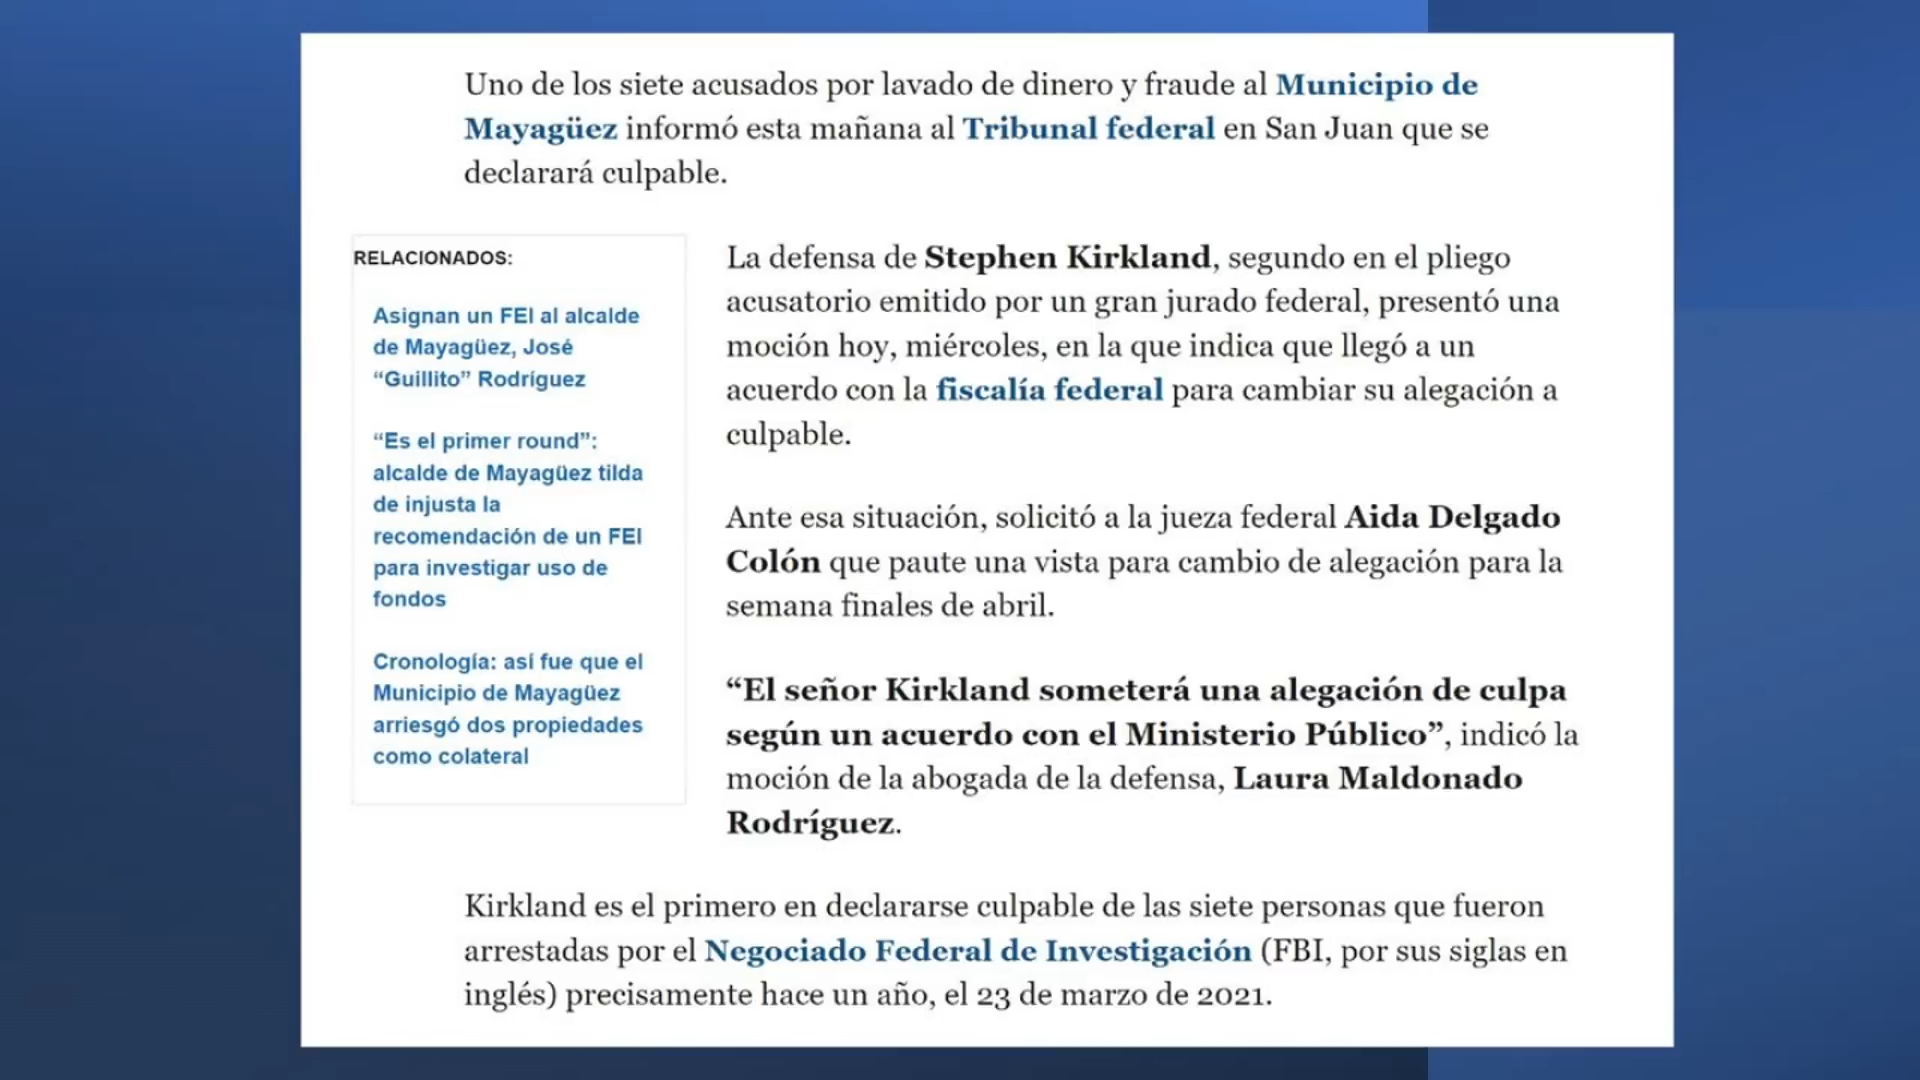 Uno de los siete acusados por lavado de dinero y fraude al Municipio de
Mayagüez informó esta mañana al Tribunal federal en San Juan que se
declarará culpable.
RELACIONADOS:
Asignan un FEI al alcalde
de Mayagüez, José
“Guillito” Rodríguez
“Es el primer round”:
alcalde de Mayagüez tilda
de injusta la
recomendación de un FEI
para investigar uso de
fondos
Cronología: así fue que el
Municipio de Mayagüez
arriesgó dos propiedades
como colateral
La defensa de Stephen Kirkland, segundo en el pliego
acusatorio emitido por un gran jurado federal, presentó una
moción hoy, miércoles, en la que indica que llegó a un
acuerdo con la fiscalía federal para cambiar su alegación a
culpable.
Ante esa situación, solicitó a la jueza federal Aida Delgado
Colón que paute una vista para cambio de alegación para la
semana finales de abril.
“El señor Kirkland someterá una alegación de culpa
según un acuerdo con el Ministerio Público”, indicó la
moción de la abogada de la defensa, Laura Maldonado
Rodríguez.
Kirkland es el primero en declararse culpable de las siete personas que fueron
arrestadas por el Negociado Federal de Investigación (FBI, por sus siglas en
inglés) precisamente hace un año, el 23 de marzo de 2021.